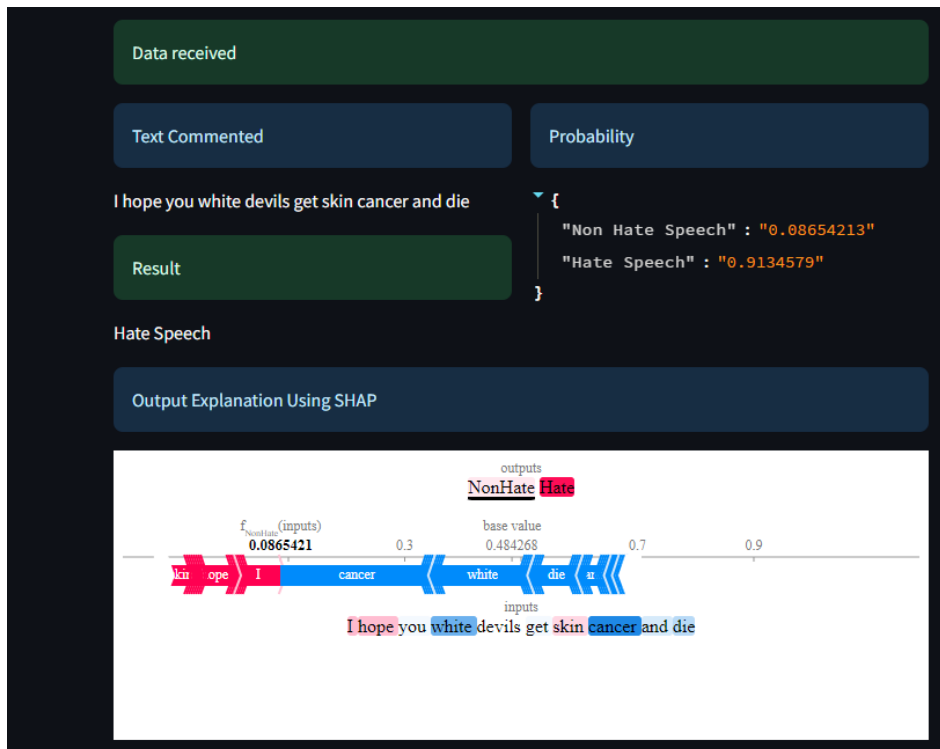 Data received
Text Commented
Probability
I hope you white devils get skin cancer and die
{
"Non Hate Speech" : "0.08654213"
"Hate Speech" : "0.9134579"
}
Result
Hate Speech
Output Explanation Using SHAP
outputs
NonHate Hate
f NonHate (inputs)
base value
0.0865421 0.3 0.484268 0.7 0.9
I cancer white die
inputs
I hope you white devils get skin cancer and die